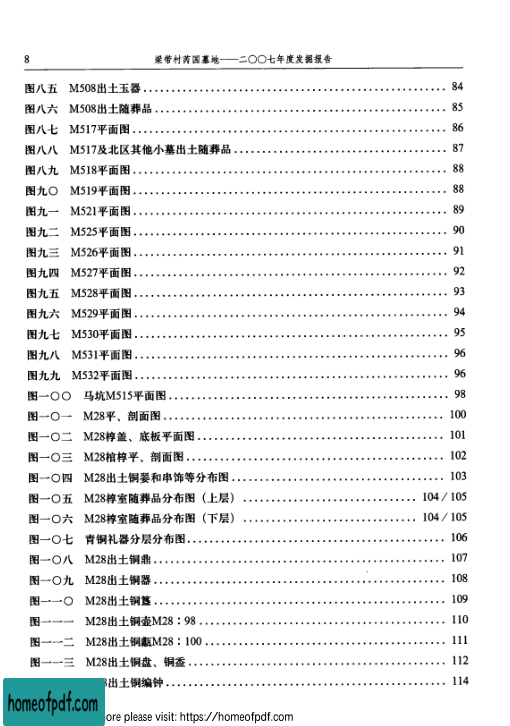 8 梁带村芮国墓地——二〇〇七年度发掘报告
图八五 M508出土玉器 84
图八六 M508出土随葬品 85
图八七 M517平面图 86
图八八 M517及北区其他小墓出土随葬品 87
图八九 M518平面图 88
图九〇 M519平面图 88
图九一 M521平面图 89
图九二 M525平面图 90
图九三 M526平面图 91
图九四 M527平面图 92
图九五 M528平面图 93
图九六 M529平面图 94
图九七 M530平面图 95
图九八 M531平面图 96
图九九 M532平面图 96
图一〇〇 马坑M515平面图 98
图一〇一 M28平、剖面图 100
图一〇二 M28椁盖、底板平面图 101
图一〇三 M28棺椁平、剖面图 102
图一〇四 M28出土铜翣和串饰等分布图 103
图一〇五 M28椁室随葬品分布图（上层） 104／105
图一〇六 M28椁室随葬品分布图（下层） 104／105
图一〇七 青铜礼器分层分布图 106
图一〇八 M28出土铜鼎 107
图一〇九 M28出土铜器 108
图一一〇 M28出土铜簋 109
图一一一 M28出土铜壶M28：98 110
图一一二 M28出土铜甗M28：100 111
图一一三 M28出土铜盘、铜盉 112
8出土铜编钟 114
homeofpdf.com
ore please visit: https://homeofpdf.com